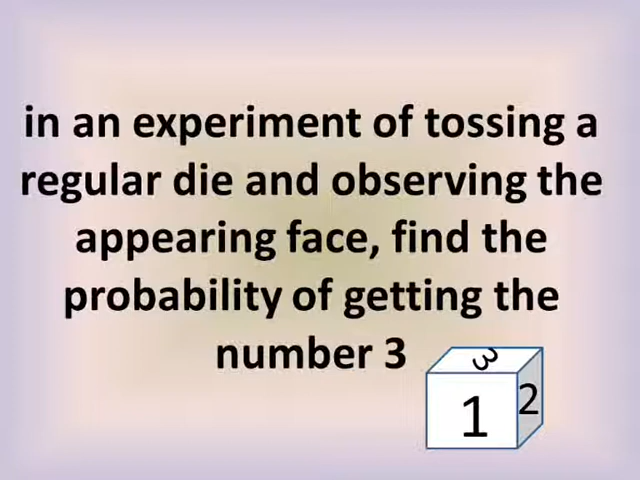 in an experiment of tossing a
regular die and observing the
appearing face, find the
probability of getting the
number 3
3
1
2